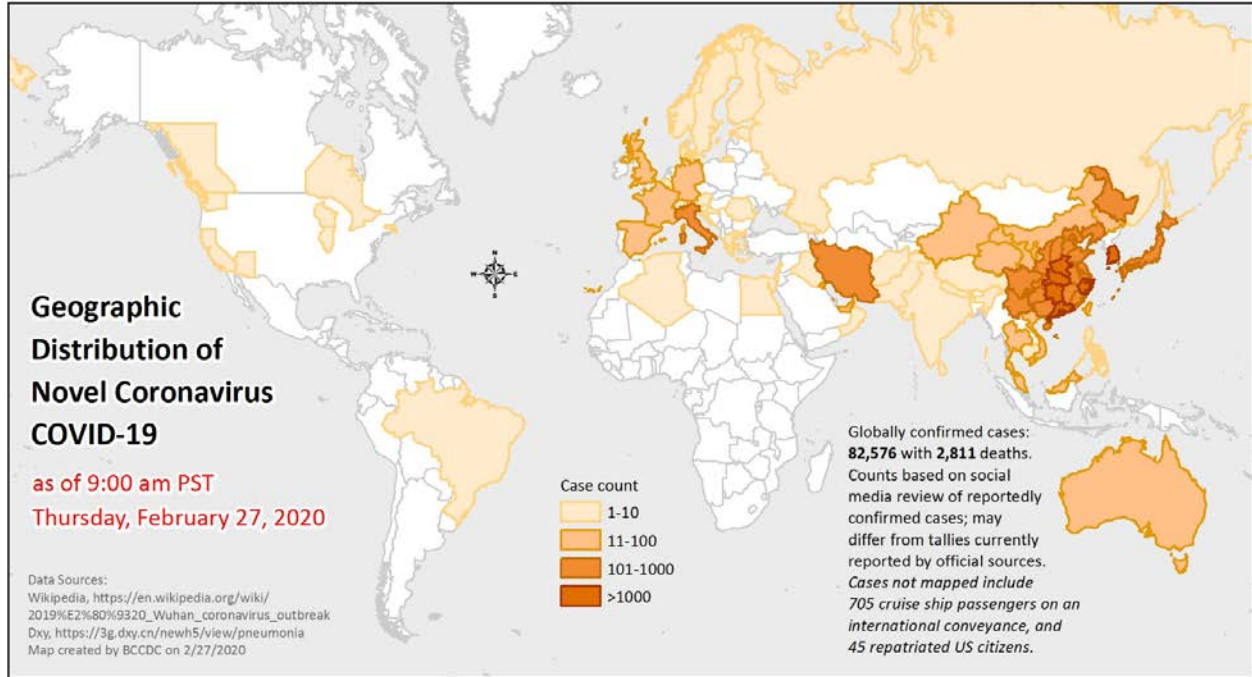 Geographic
Distribution of
Novel Coronavirus
COVID-19
as of 9:00 am PST
Thursday, February 27, 2020
Data Sources:
Wikipedia, https://en.wikipedia.org/wiki/
2019%E2%80%9320_Wuhan_coronavirus_outbreak
Dxy, https://3g.dxy.cn/newh5/view/pneumonia
Map created by BCCDC on 2/27/2020
N
W E
S
Case count
1-10
11-100
101-1000
>1000
Globally confirmed cases:
82,576 with 2,811 deaths.
Counts based on social
media review of reportedly
confirmed cases; may
differ from tallies currently
reported by official sources.
Cases not mapped include
705 cruise ship passengers on an
international conveyance, and
45 repatriated US citizens.